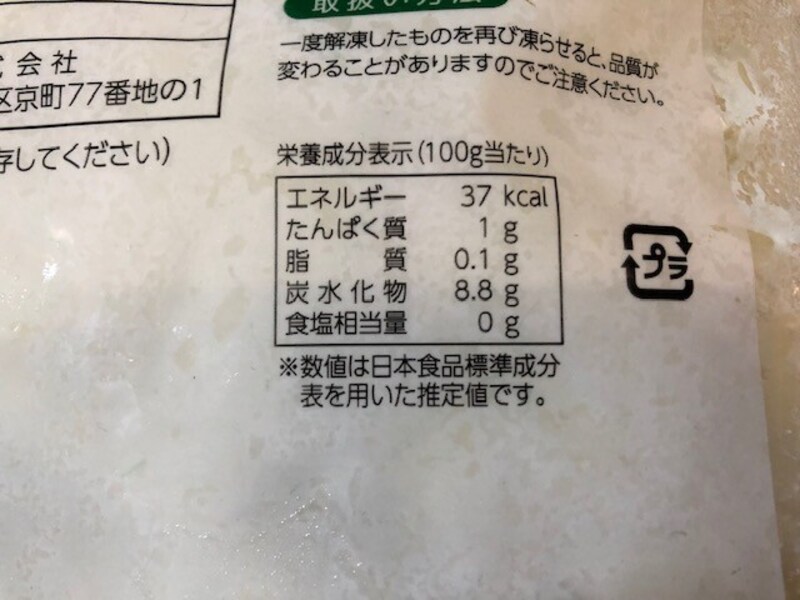 取扱い方法
一度解凍したものを再び凍らせると、品質が
変わることがありますのでご注意ください。
式会社
区京町77番地の1
存してください)
栄養成分表示(100g当たり)
エネルギー 37 kcal
たんぱく質 1 g
脂質 0.1 g
炭水化物 8.8 g
食塩相当量 0 g
※数値は日本食品標準成分
表を用いた推定値です。
プラ